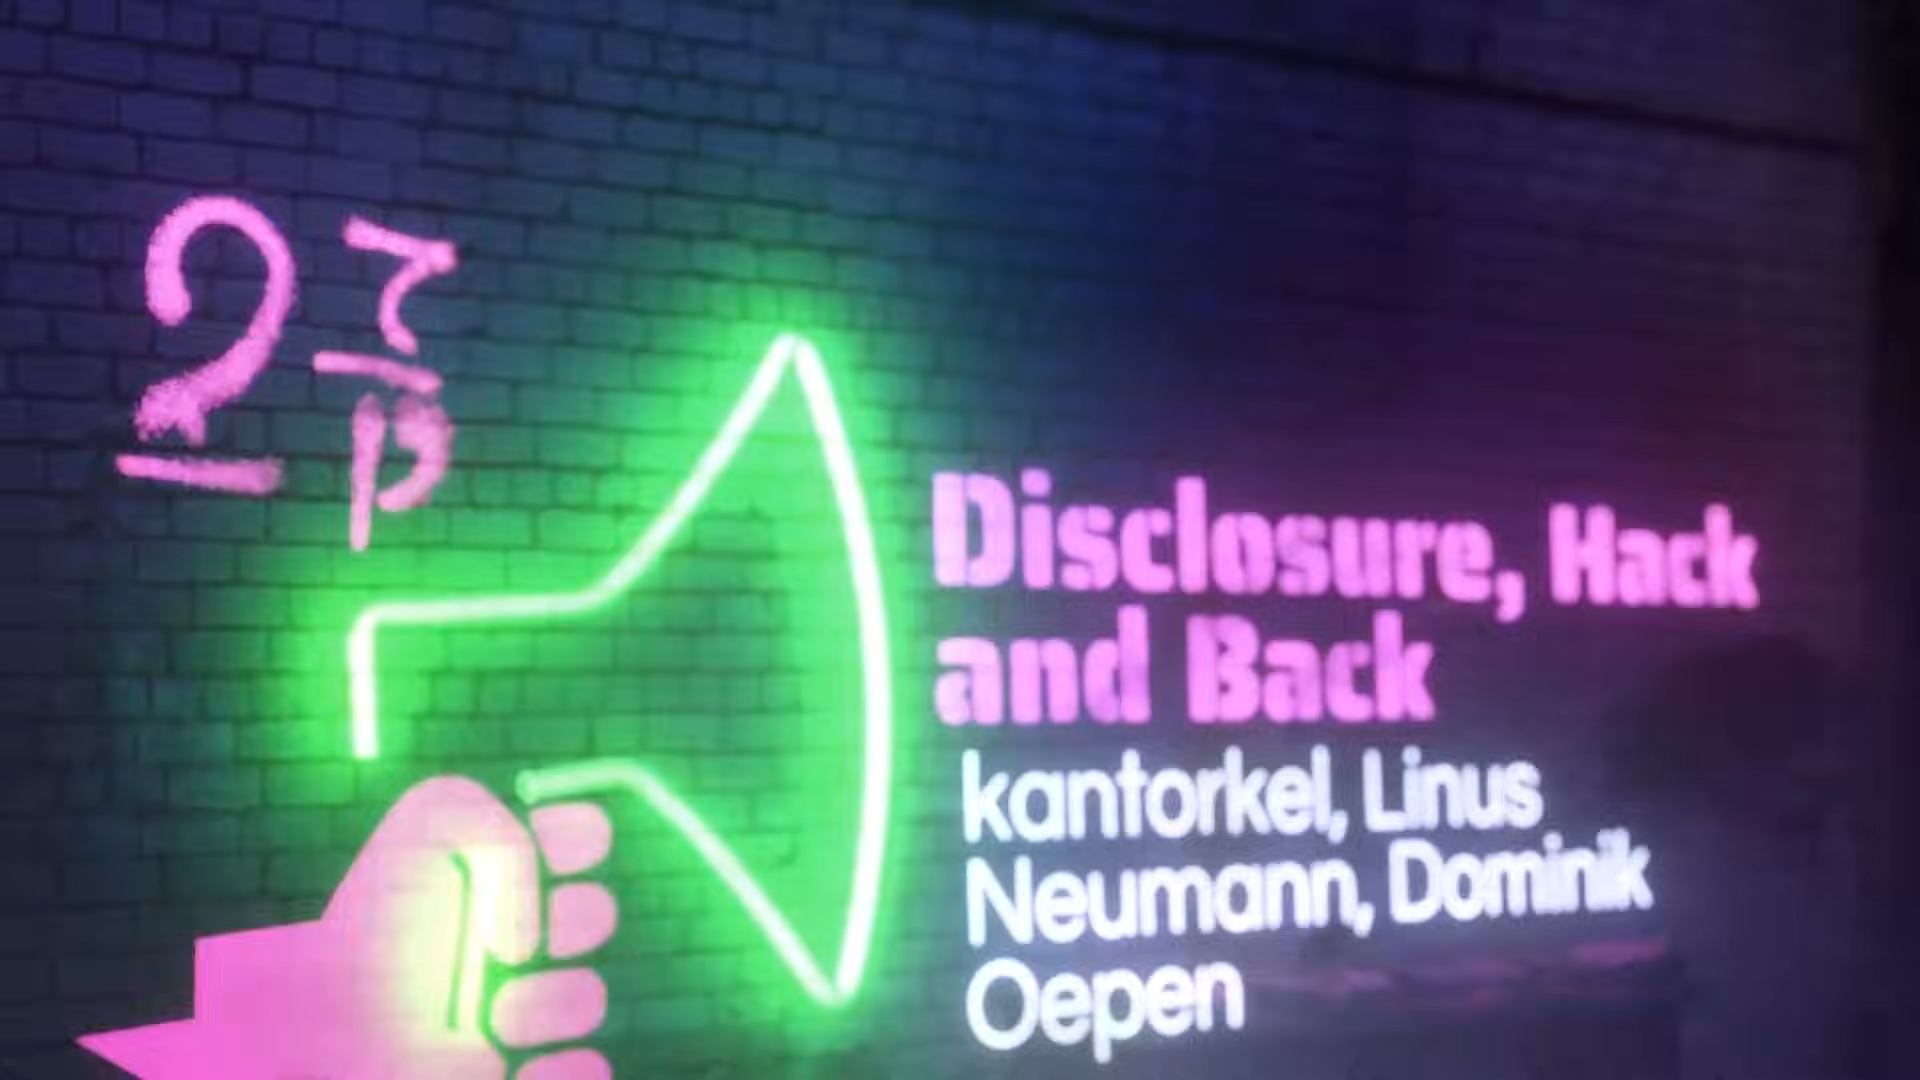 Disclosure, Hack
and Back
kantorkel, Linus
Neumann, Dominik
Oepen